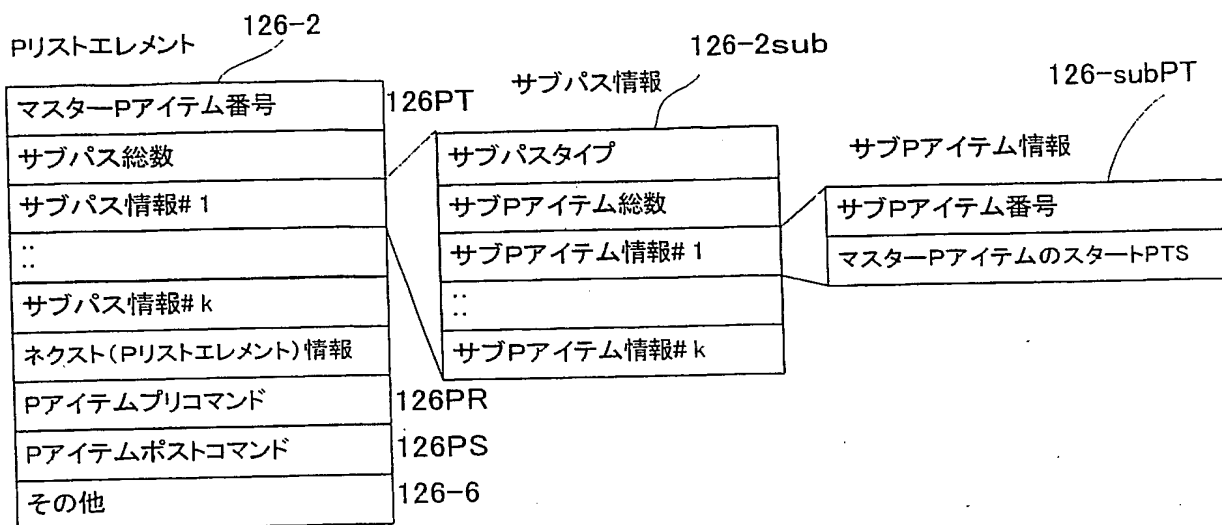 Pリストエレメント
126-2
マスターPアイテム番号
126PT
サブパス総数
サブパス情報#1
::
サブパス情報#k
ネクスト(Pリストエレメント)情報
Pアイテムプリコマンド
126PR
Pアイテムポストコマンド
126PS
その他
126-6
サブパス情報
126-2sub
サブパスタイプ
サブPアイテム総数
サブPアイテム情報#1
::
サブPアイテム情報#k
サブPアイテム情報
126-subPT
サブPアイテム番号
マスターPアイテムのスタートPTS